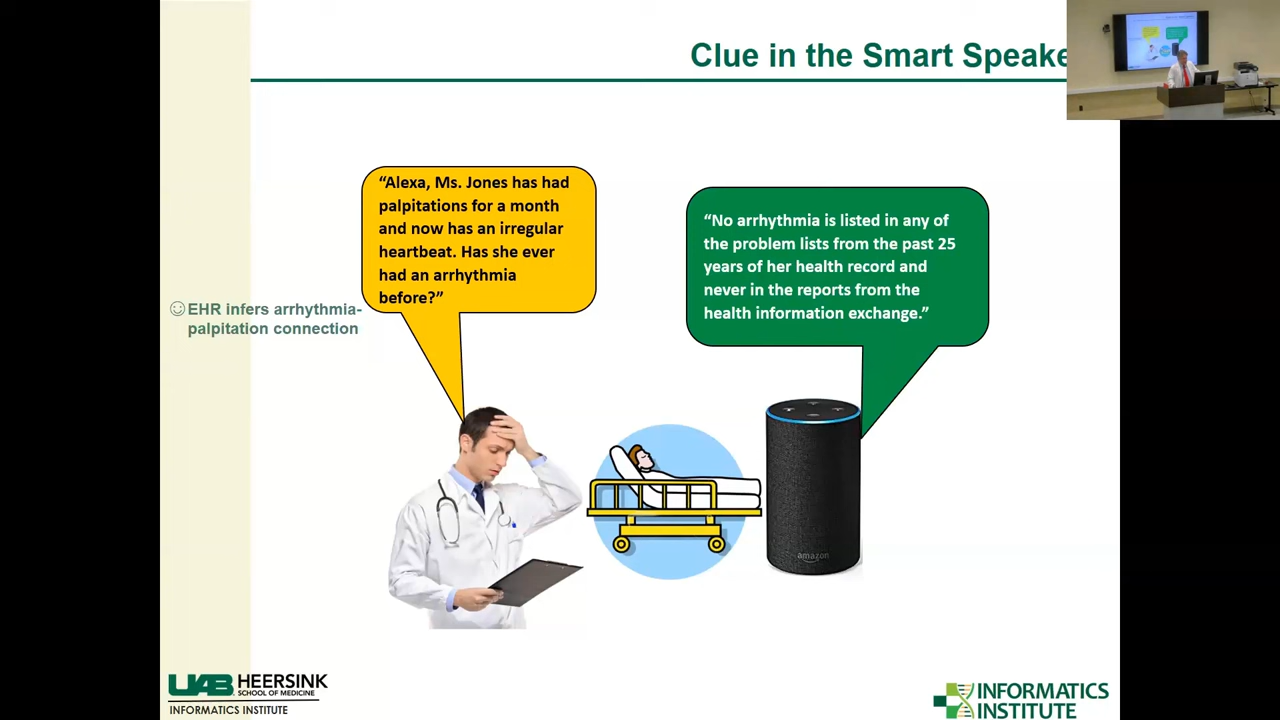 Clue in the Smart Speake
“Alexa, Ms. Jones has had
palpitations for a month
and now has an irregular
heartbeat. Has she ever
had an arrhythmia
before?”
“No arrhythmia is listed in any of
the problem lists from the past 25
years of her health record and
never in the reports from the
health information exchange.”
EHR infers arrhythmia-
palpitation connection
amazon
UAB HEERSINK
SCHOOL OF MEDICINE
INFORMATICS INSTITUTE
INFORMATICS
INSTITUTE